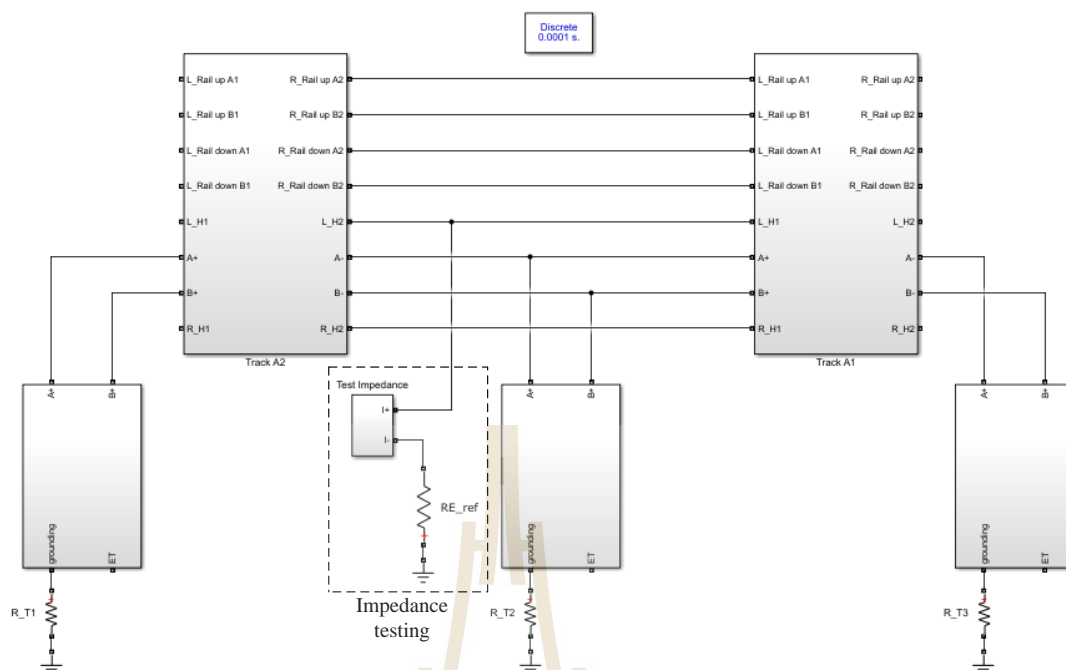 Discrete
0.0001 s.
L_Rail up A1
L_Rail up B1
L_Rail down A1
L_Rail down B1
L_H1
A+
B+
R_H1
R_Rail up A2
R_Rail up B2
R_Rail down A2
R_Rail down B2
L_H2
A-
B-
R_H2
Track A2
L_Rail up A1
L_Rail up B1
L_Rail down A1
L_Rail down B1
L_H1
A+
B+
R_H1
R_Rail up A2
R_Rail up B2
R_Rail down A2
R_Rail down B2
L_H2
A-
B-
R_H2
Track A1
A+
B+
grounding
ET
R_T1
Test Impedance
I+
I-
RE_ref
Impedance
testing
A+
B+
grounding
ET
R_T2
A+
B+
grounding
ET
R_T3